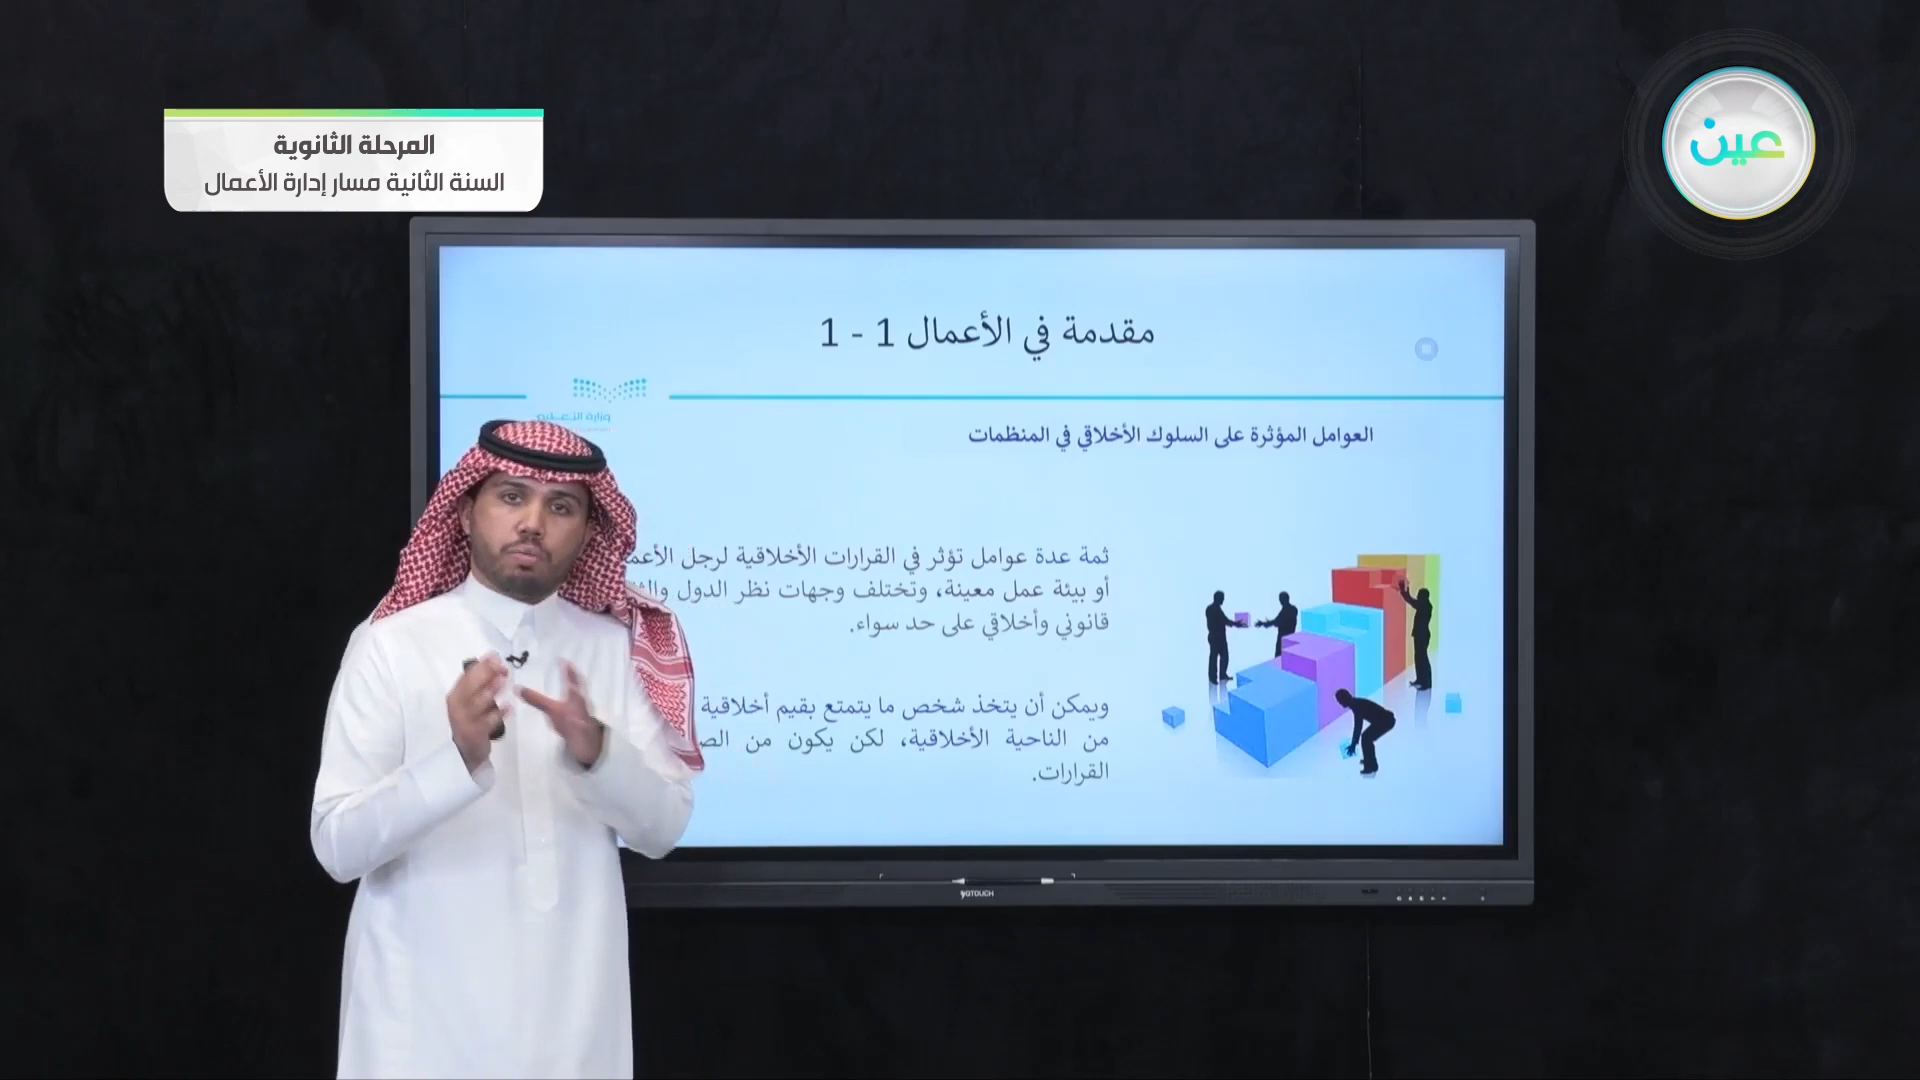 المرحلة الثانوية
السنة الثانية مسار إدارة الأعمال
عين
مقدمة في الأعمال 1 - 1
وزارة التعليم
العوامل المؤثرة على السلوك الأخلاقي في المنظمات
ثمة عدة عوامل تؤثر في القرارات الأخلاقية لرجل
أو بيئة عمل معينة، وتختلف وجهات نظر الدول
قانوني وأخلاقي على حد سواء.
ويمكن أن يتخذ شخص ما يتمتع بقيم أخلاقية
من الناحية الأخلاقية، لكن يكون من
القرارات.